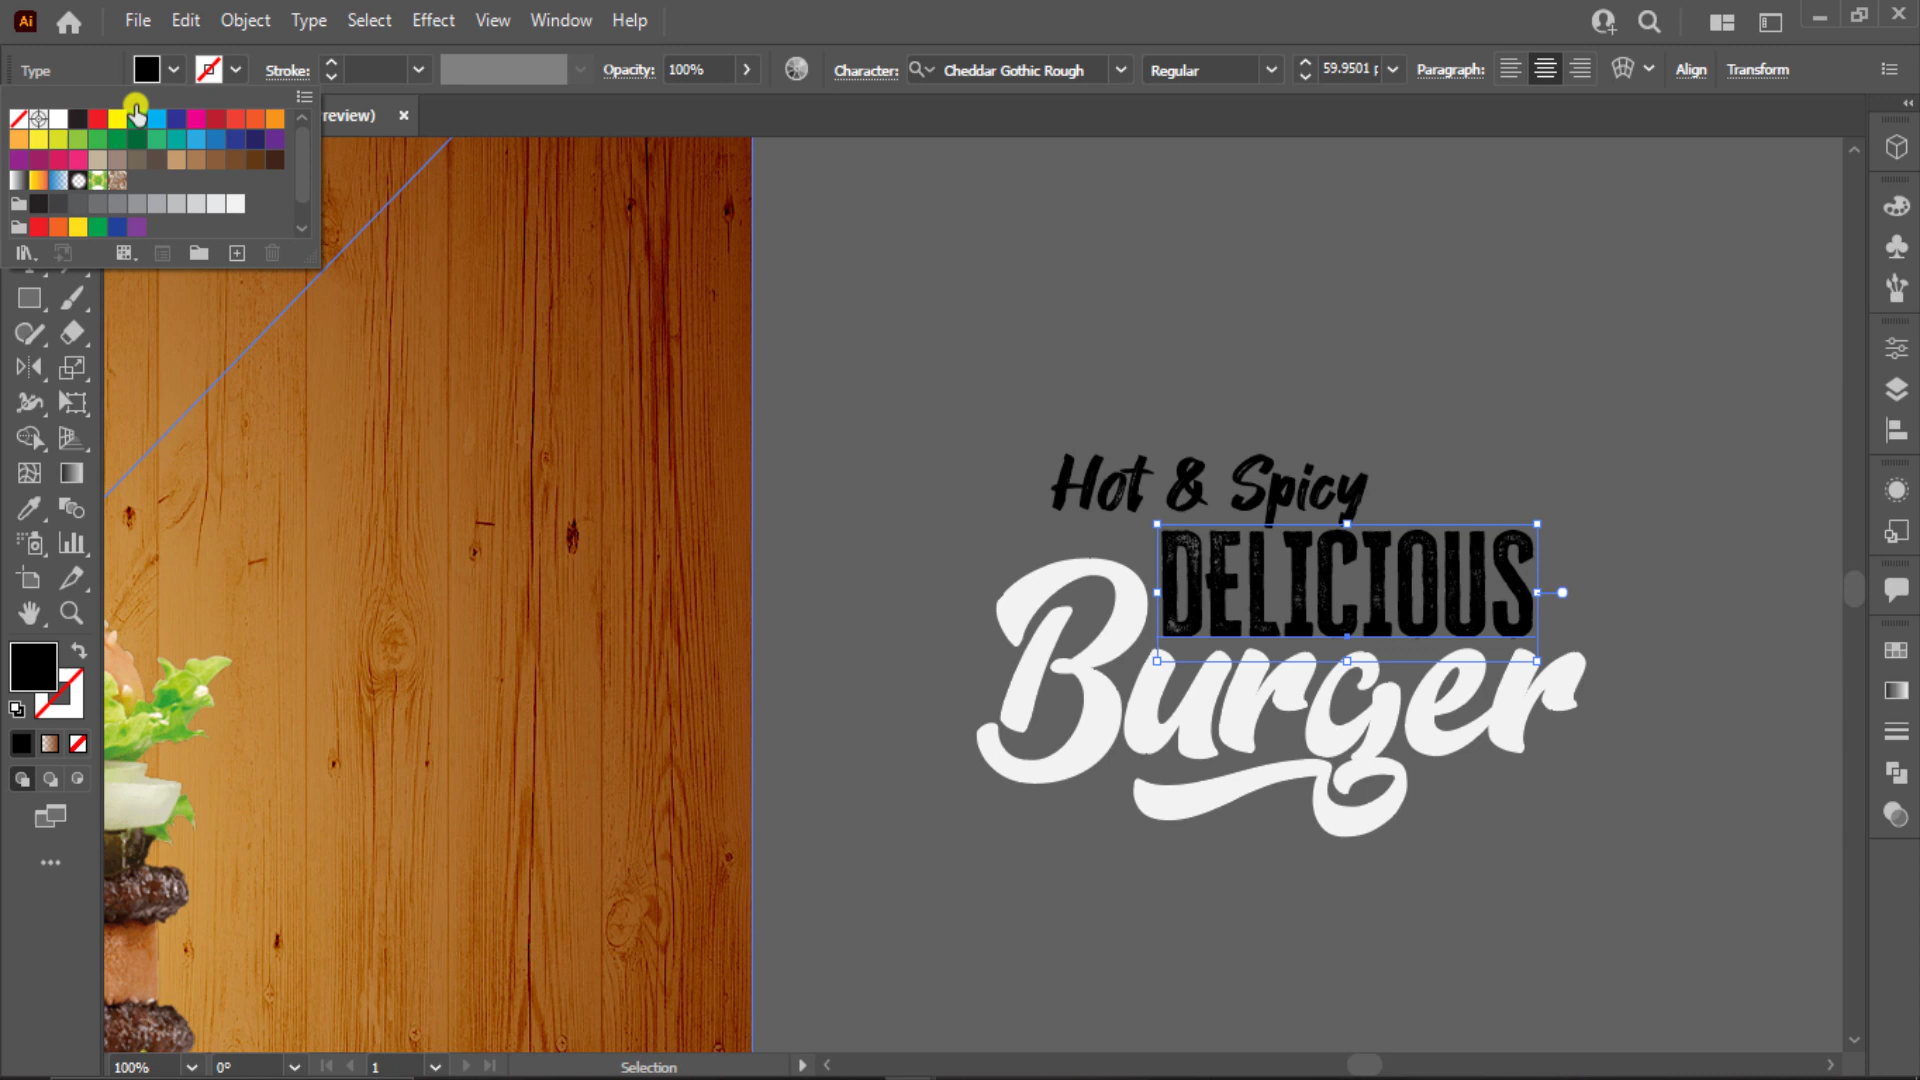 Ai File Edit Object Type Select Effect View Window Help
Type Stroke: Opacity: 100% Character: Cheddar Gothic Rough Regular 59.9501 p Paragraph: Align Transform
review) ×
Hot & Spicy
DELICIOUS
Burger
100% 0° 1 Selection